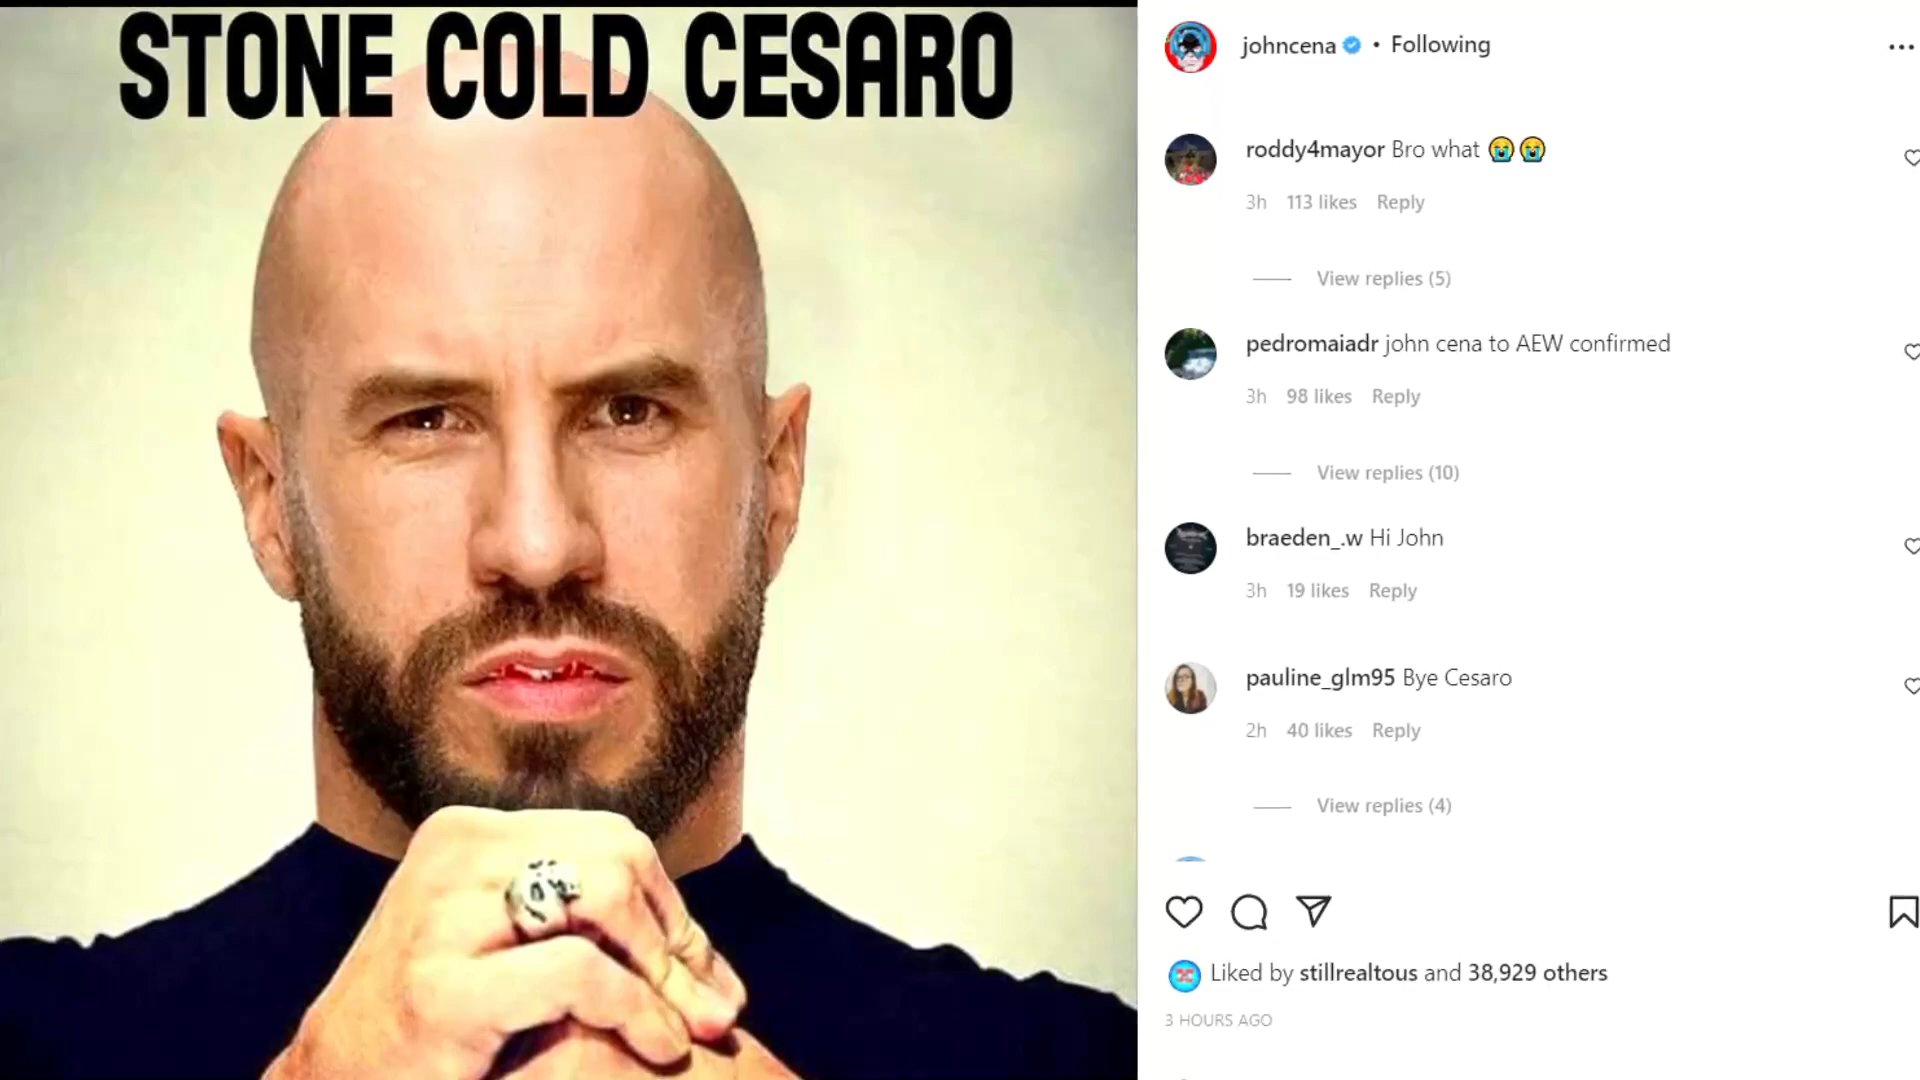 STONE COLD CESARO
johncena • Following
roddy4mayor Bro what 😭😭
3h 113 likes Reply
View replies (5)
pedromaiadr john cena to AEW confirmed
3h 98 likes Reply
View replies (10)
braeden_.w Hi John
3h 19 likes Reply
pauline_glm95 Bye Cesaro
2h 40 likes Reply
View replies (4)
Liked by stillrealtous and 38,929 others
3 HOURS AGO